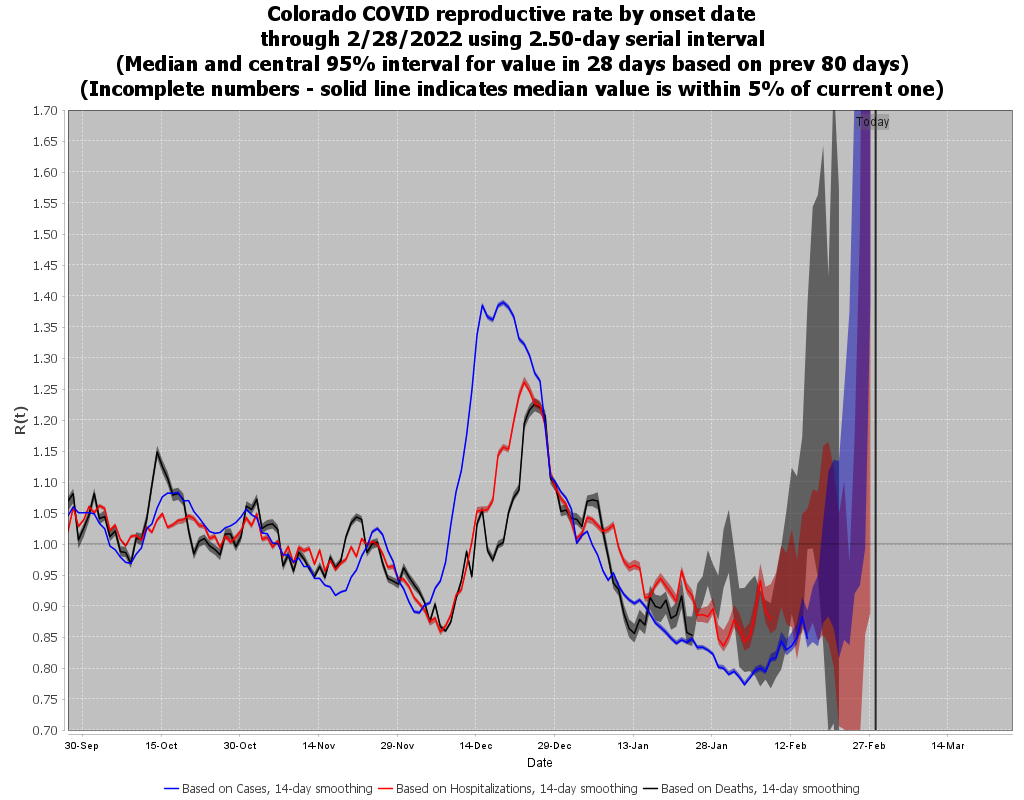 Colorado COVID reproductive rate by onset date
through 2/28/2022 using 2.50-day serial interval
(Median and central 95% interval for value in 28 days based on prev 80 days)
(Incomplete numbers - solid line indicates median value is within 5% of current one)
Today
R(t)
1.70
1.65
1.60
1.55
1.50
1.45
1.40
1.35
1.30
1.25
1.20
1.15
1.10
1.05
1.00
0.95
0.90
0.85
0.80
0.75
0.70
30-Sep 15-Oct 30-Oct 14-Nov 29-Nov 14-Dec 29-Dec 13-Jan 28-Jan 12-Feb 27-Feb 14-Mar
Date
Based on Cases, 14-day smoothing Based on Hospitalizations, 14-day smoothing Based on Deaths, 14-day smoothing